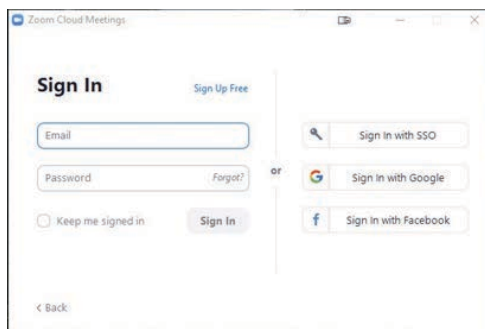 Zoom Cloud Meetings
Sign In
Sign Up Free
Email
Password
Forgot?
Keep me signed in
Sign In
or
Sign In with SSO
Sign In with Google
Sign In with Facebook
< Back